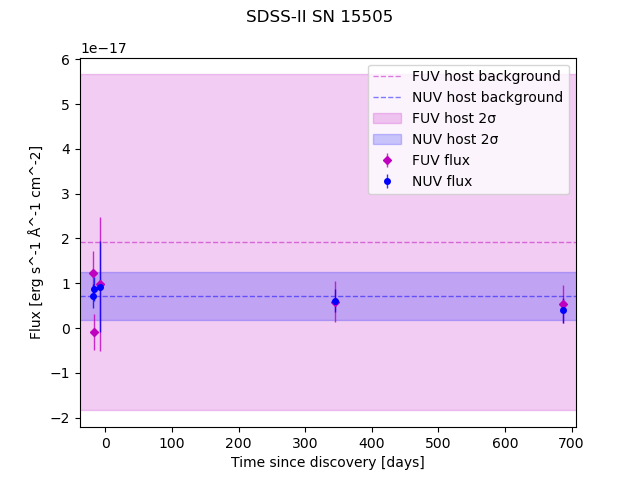 SDSS-II SN 15505
1e−17
6
5
4
3
2
1
0
−1
−2
Flux [erg s^-1 Å^-1 cm^-2]
FUV host background
NUV host background
FUV host 2σ
NUV host 2σ
FUV flux
NUV flux
0 100 200 300 400 500 600 700
Time since discovery [days]